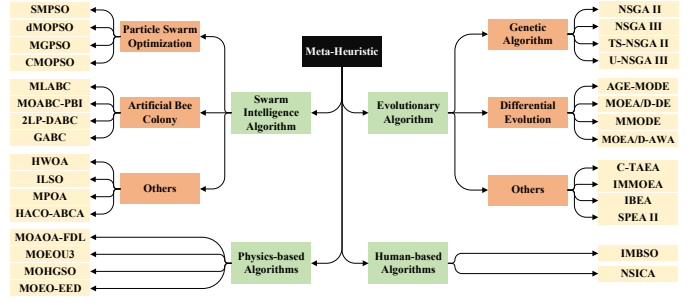 Meta-Heuristic
SMPSO
dMOPSO
MGPSO
CMOPSO
Particle Swarm
Optimization
MLABC
MOABC-PBI
2LP-DABC
GABC
Artificial Bee
Colony
HWOA
ILSO
MPOA
HACO-ABCA
Others
Swarm
Intelligence
Algorithm
MOAOA-FDL
MOEOU3
MOHGSO
MOEO-EED
Physics-based
Algorithms
Evolutionary
Algorithm
Genetic
Algorithm
NSGA II
NSGA III
TS-NSGA II
U-NSGA III
Differential
Evolution
AGE-MODE
MOEA/D-DE
MMODE
MOEA/D-AWA
Others
C-TAEA
IMMOEA
IBEA
SPEA II
Human-based
Algorithms
IMBSO
NSICA